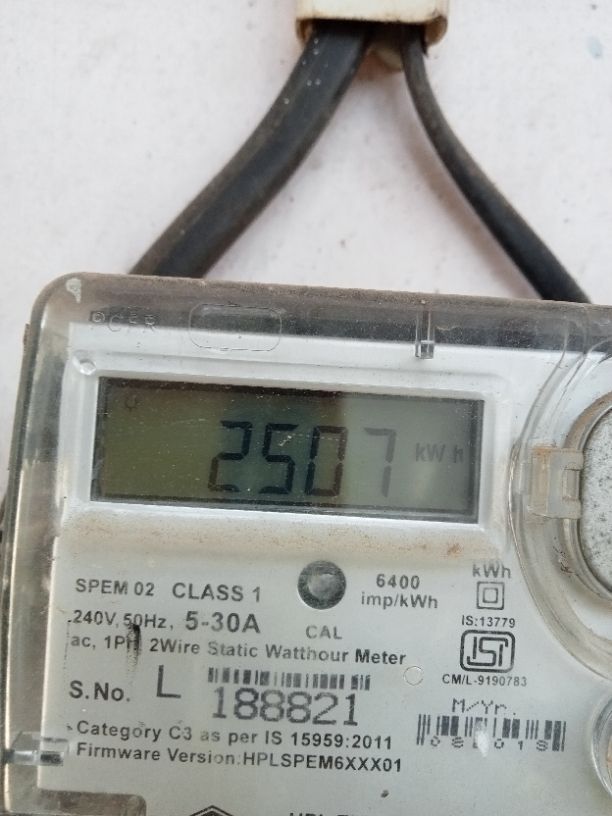 2507 kWh
SPEM 02 CLASS 1
6400
imp/kWh
kWh
240V, 50Hz, 5-30A
CAL
IS:13779
ac, 1PH 2Wire Static Watthour Meter
ISI
CM/L-9190783
S.No. L 188821
M/Yr.
Category C3 as per IS 15959:2011
Firmware Version:HPLSPEM6XXX01